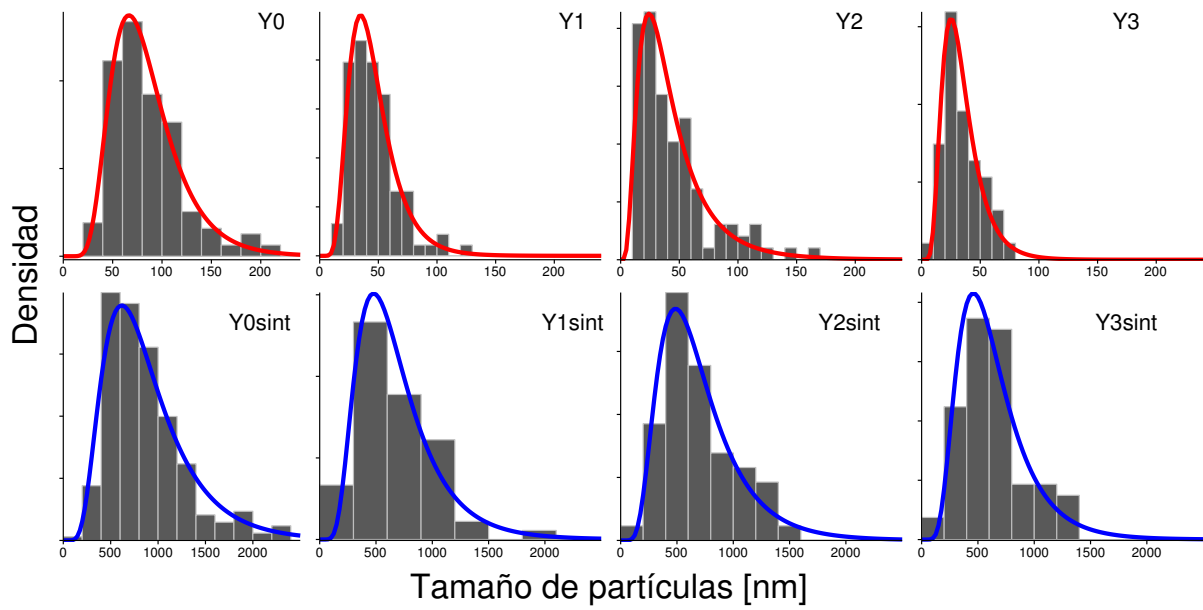 Y0
Y1
Y2
Y3
0 50 100 150 200
0 50 100 150 200
0 50 100 150 200
0 50 100 150 200
Densidad
Y0sint
Y1sint
Y2sint
Y3sint
0 500 1000 1500 2000
0 500 1000 1500 2000
0 500 1000 1500 2000
0 500 1000 1500 2000
Tamaño de partículas [nm]